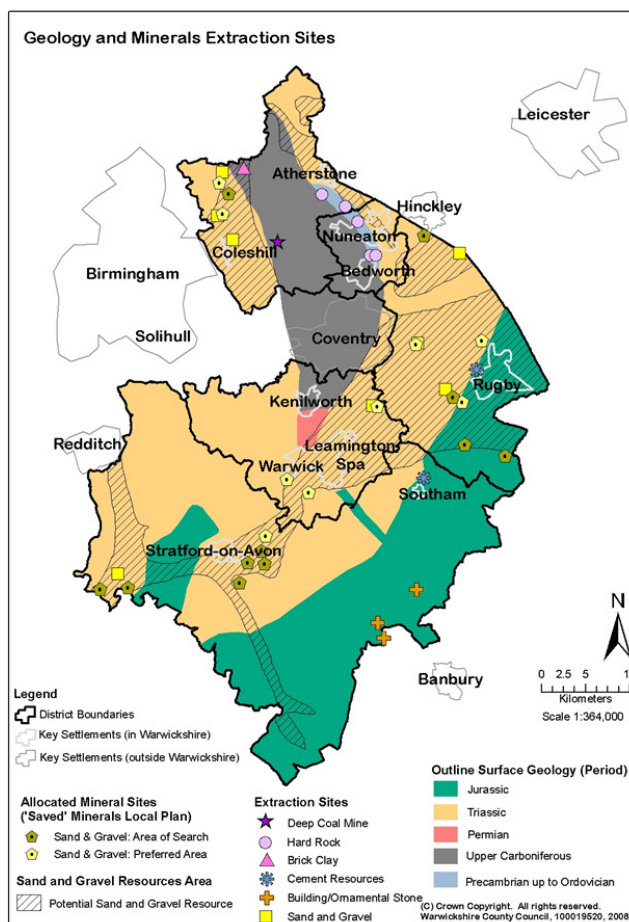 Geology and Minerals Extraction Sites
Leicester
Atherstone
Hinckley
Nuneaton
Coleshill
Bedworth
Birmingham
Solihull
Coventry
Rugby
Kenilworth
Redditch
Leamington
Warwick
Spa
Southam
Stratford-on-Avon
N
Banbury
0 2.5 5 1
Kilometers
Scale 1:364,000
Legend
District Boundaries
Key Settlements (in Warwickshire)
Key Settlements (outside Warwickshire)
Allocated Mineral Sites
('Saved' Minerals Local Plan)
Sand & Gravel: Area of Search
Sand & Gravel: Preferred Area
Sand and Gravel Resources Area
Potential Sand and Gravel Resource
Extraction Sites
Deep Coal Mine
Hard Rock
Brick Clay
Cement Resources
Building/Ornamental Stone
Sand and Gravel
Outline Surface Geology (Period)
Jurassic
Triassic
Permian
Upper Carboniferous
Precambrian up to Ordovician
(C) Crown Copyright. All rights reserved.
Warwickshire County Council, 100019520, 2008